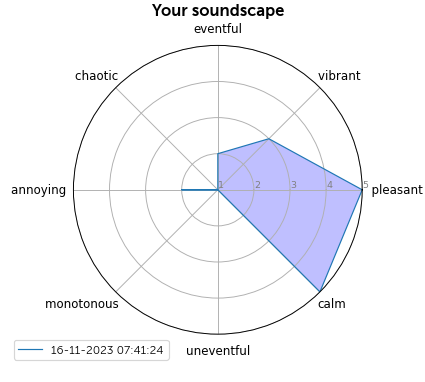 Your soundscape
eventful
chaotic
vibrant
annoying
1
2
3
4
5
pleasant
monotonous
calm
16-11-2023 07:41:24
uneventful